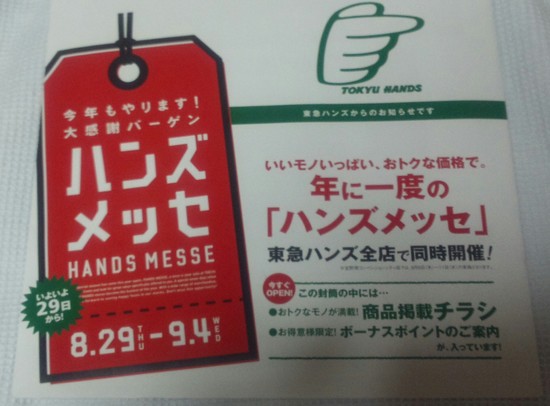 TOKYU HANDS
東急ハンズからのお知らせです
今年もやります!
大感謝バーゲン
ハンズ
メッセ
HANDS MESSE
いよいよ
29日
から!
8.29 THU - 9.4 WED
いいモノいっぱい、おトクな価格で。
年に一度の
「ハンズメッセ」
東急ハンズ全店で同時開催!
今すぐ
OPEN!
この封筒の中には…
●おトクなモノが満載! 商品掲載チラシ
●お得意様限定! ボーナスポイントのご案内
が、入っています!